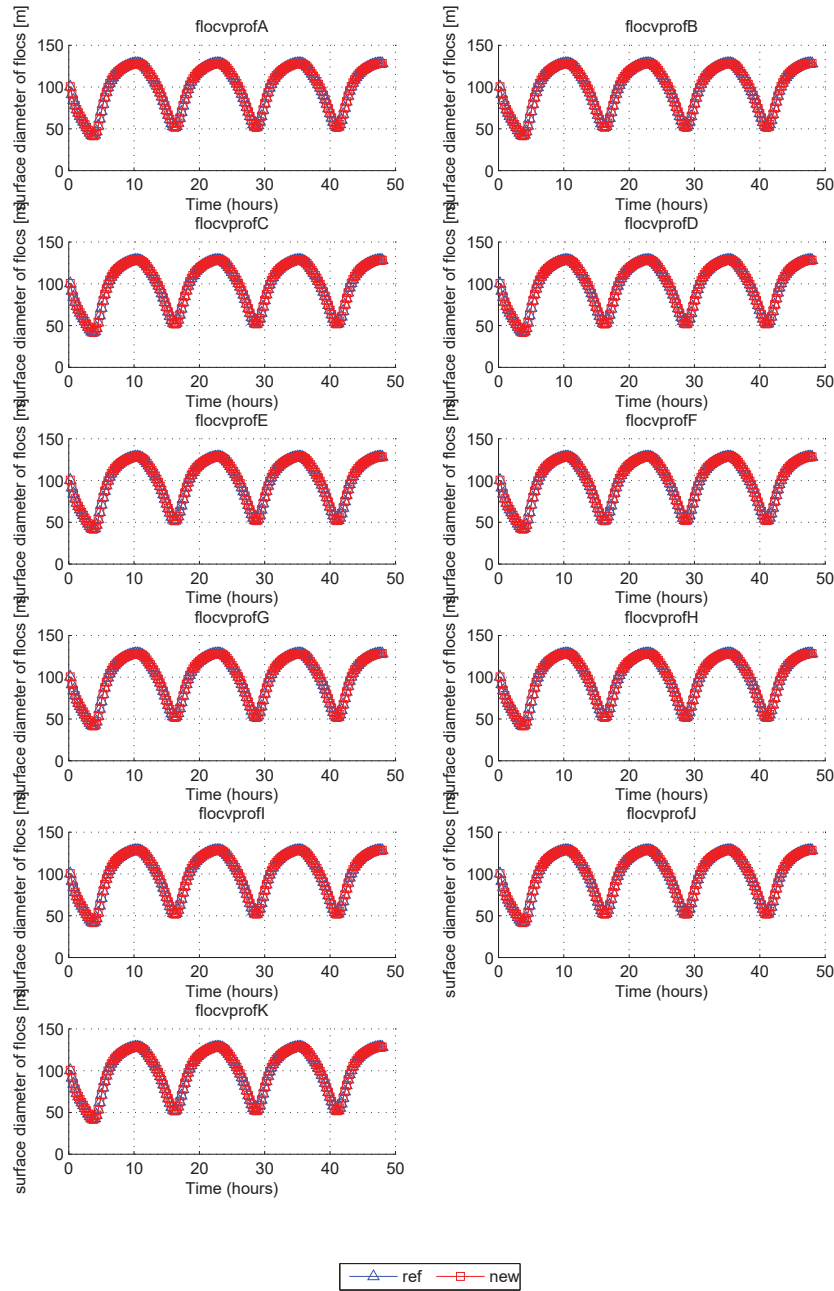 flocvprofA
surface diameter of flocs [m]
150
100
50
0
0 10 20 30 40 50
Time (hours)
flocvprofB
surface diameter of flocs [m]
150
100
50
0
0 10 20 30 40 50
Time (hours)
flocvprofC
surface diameter of flocs [m]
150
100
50
0
0 10 20 30 40 50
Time (hours)
flocvprofD
surface diameter of flocs [m]
150
100
50
0
0 10 20 30 40 50
Time (hours)
flocvprofE
surface diameter of flocs [m]
150
100
50
0
0 10 20 30 40 50
Time (hours)
flocvprofF
surface diameter of flocs [m]
150
100
50
0
0 10 20 30 40 50
Time (hours)
flocvprofG
surface diameter of flocs [m]
150
100
50
0
0 10 20 30 40 50
Time (hours)
flocvprofH
surface diameter of flocs [m]
150
100
50
0
0 10 20 30 40 50
Time (hours)
flocvprofI
surface diameter of flocs [m]
150
100
50
0
0 10 20 30 40 50
Time (hours)
flocvprofJ
surface diameter of flocs [m]
150
100
50
0
0 10 20 30 40 50
Time (hours)
flocvprofK
surface diameter of flocs [m]
150
100
50
0
0 10 20 30 40 50
Time (hours)
ref new